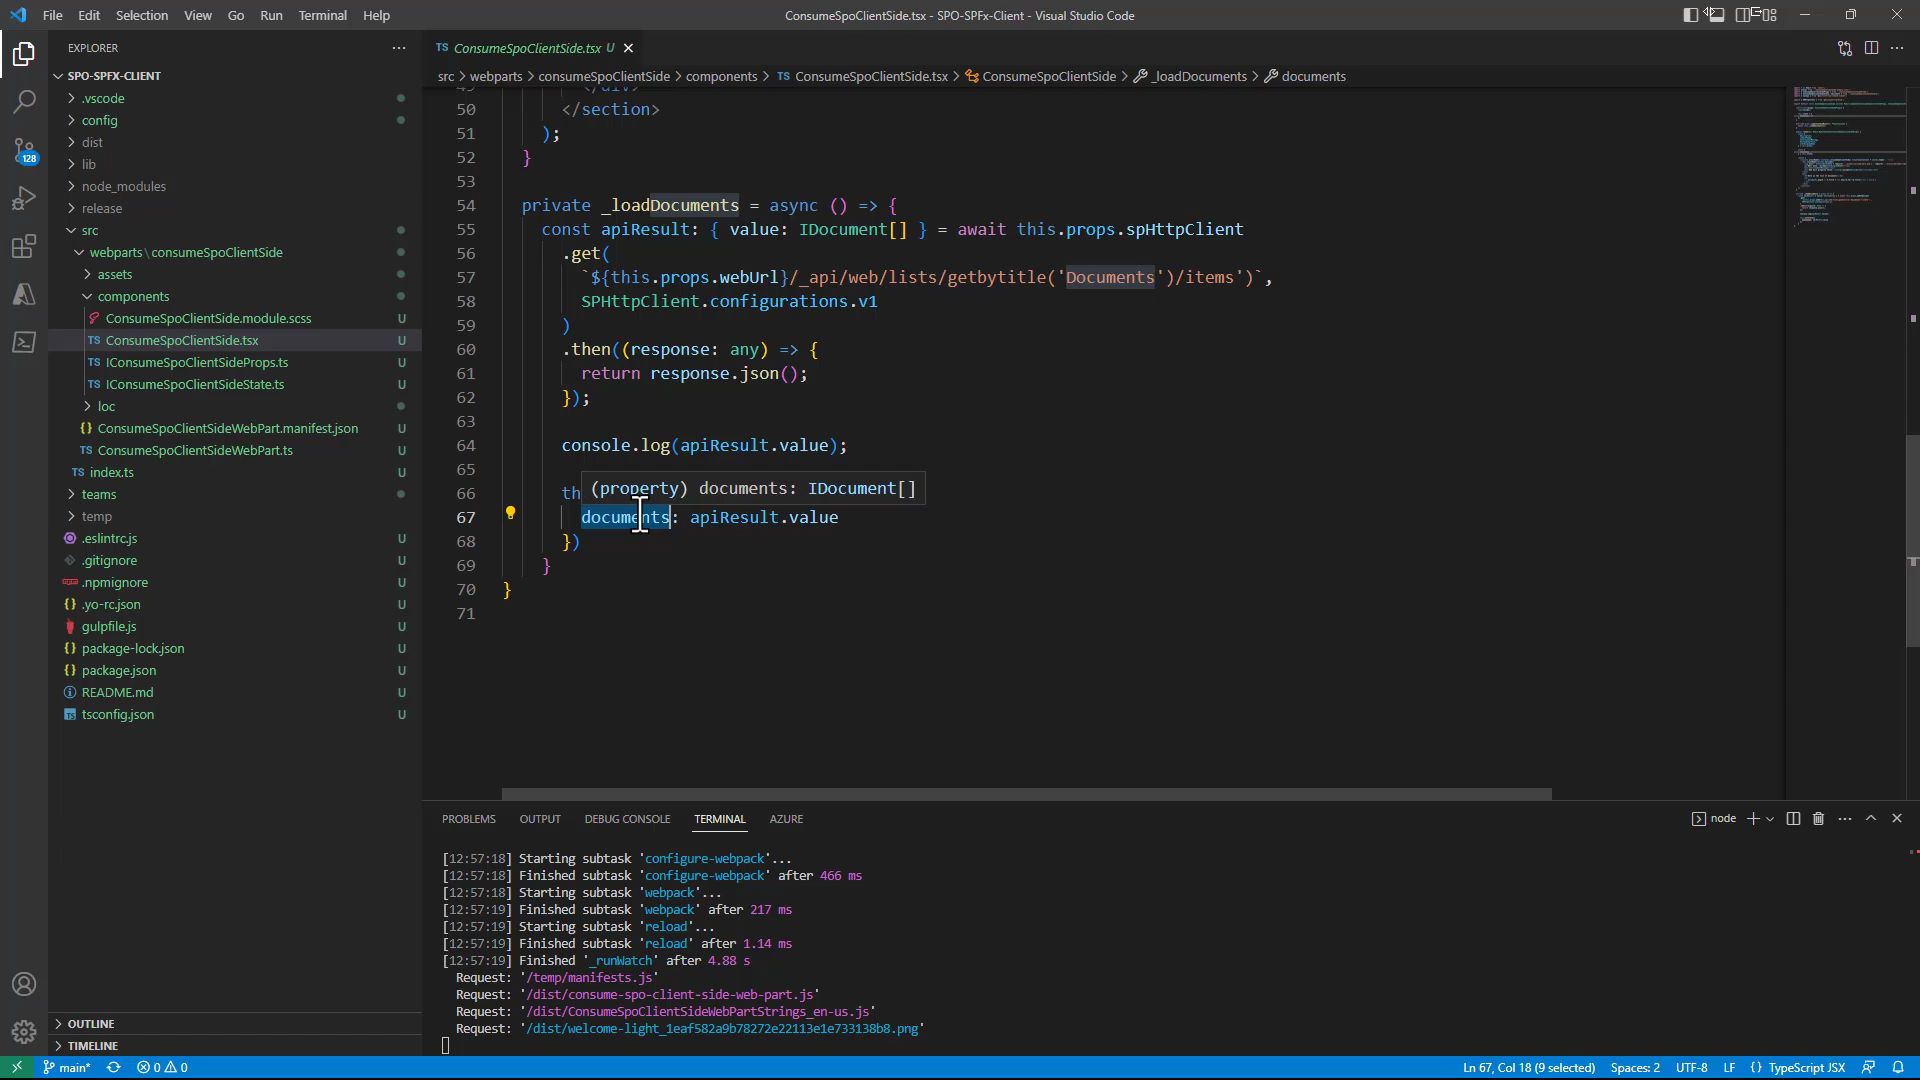 File Edit Selection View Go Run Terminal Help
ConsumeSpoClientSide.tsx - SPO-SPFx-Client - Visual Studio Code
EXPLORER
SPO-SPFX-CLIENT
.vscode
config
dist
lib
node_modules
release
src
webparts\consumeSpoClientSide
assets
components
ConsumeSpoClientSide.module.scss U
ConsumeSpoClientSide.tsx U
IConsumeSpoClientSideProps.ts U
IConsumeSpoClientSideState.ts U
loc
{} ConsumeSpoClientSideWebPart.manifest.json U
TS ConsumeSpoClientSideWebPart.ts U
TS index.ts U
teams
temp
.eslintrc.js U
.gitignore U
.npmignore U
{} .yo-rc.json U
gulpfile.js U
{} package-lock.json U
{} package.json U
README.md U
tsconfig.json U
OUTLINE
TIMELINE
128
TS ConsumeSpoClientSide.tsx U
src > webparts > consumeSpoClientSide > components > TS ConsumeSpoClientSide.tsx > ConsumeSpoClientSide > _loadDocuments > documents
49 </div>
50 </section>
51 );
52 }
53
54 private _loadDocuments = async () => {
55 const apiResult: { value: IDocument[] } = await this.props.spHttpClient
56 .get(
57 `${this.props.webUrl}/_api/web/lists/getbytitle('Documents')/items')`,
58 SPHttpClient.configurations.v1
59 )
60 .then((response: any) => {
61 return response.json();
62 });
63
64 console.log(apiResult.value);
65
(property) documents: IDocument[]
66 th
67 documents: apiResult.value
68 })
69 }
70 }
71
PROBLEMS OUTPUT DEBUG CONSOLE TERMINAL AZURE
node
[12:57:18] Starting subtask 'configure-webpack'...
[12:57:18] Finished subtask 'configure-webpack' after 466 ms
[12:57:18] Starting subtask 'webpack'...
[12:57:19] Finished subtask 'webpack' after 217 ms
[12:57:19] Starting subtask 'reload'...
[12:57:19] Finished subtask 'reload' after 1.14 ms
[12:57:19] Finished '_runWatch' after 4.88 s
Request: '/temp/manifests.js'
Request: '/dist/consume-spo-client-side-web-part.js'
Request: '/dist/ConsumeSpoClientSideWebPartStrings_en-us.js'
Request: '/dist/welcome-light_1eaf582a9b78272e22113e1e733138b8.png'
main* 0 0 Ln 67, Col 18 (9 selected) Spaces: 2 UTF-8 LF {} TypeScript JSX